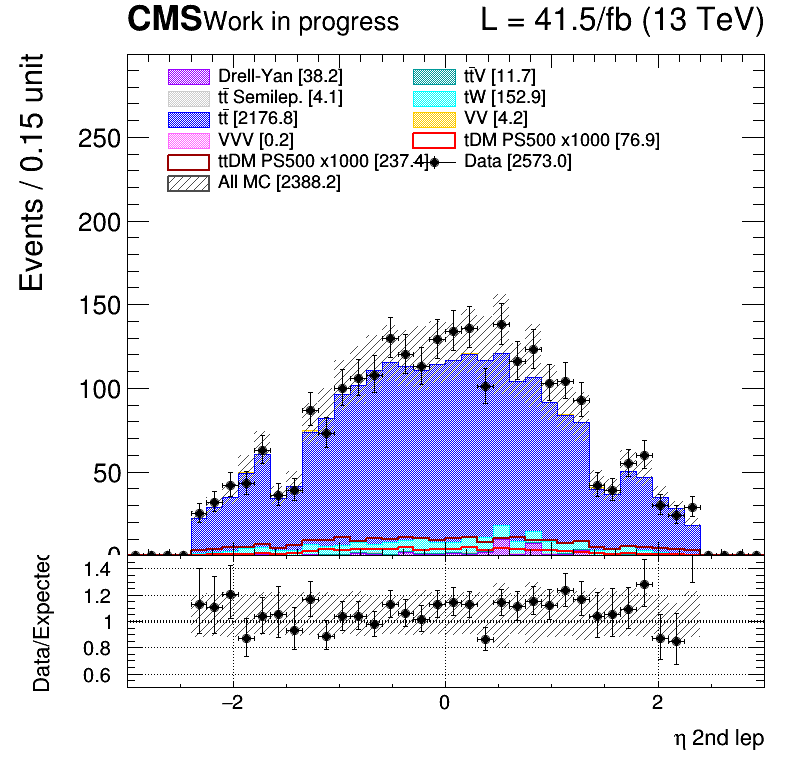 CMS Work in progress L = 41.5/fb (13 TeV)
Drell-Yan [38.2] tt̄V [11.7]
tt̄ Semilep. [4.1] tW [152.9]
tt̄ [2176.8] VV [4.2]
VVV [0.2] tDM PS500 x1000 [76.9]
ttDM PS500 x1000 [237.4] Data [2573.0]
All MC [2388.2]
Events / 0.15 unit
250
200
150
100
50
0
Data/Expected
1.4
1.2
1
0.8
0.6
−2 0 2
η 2nd lep